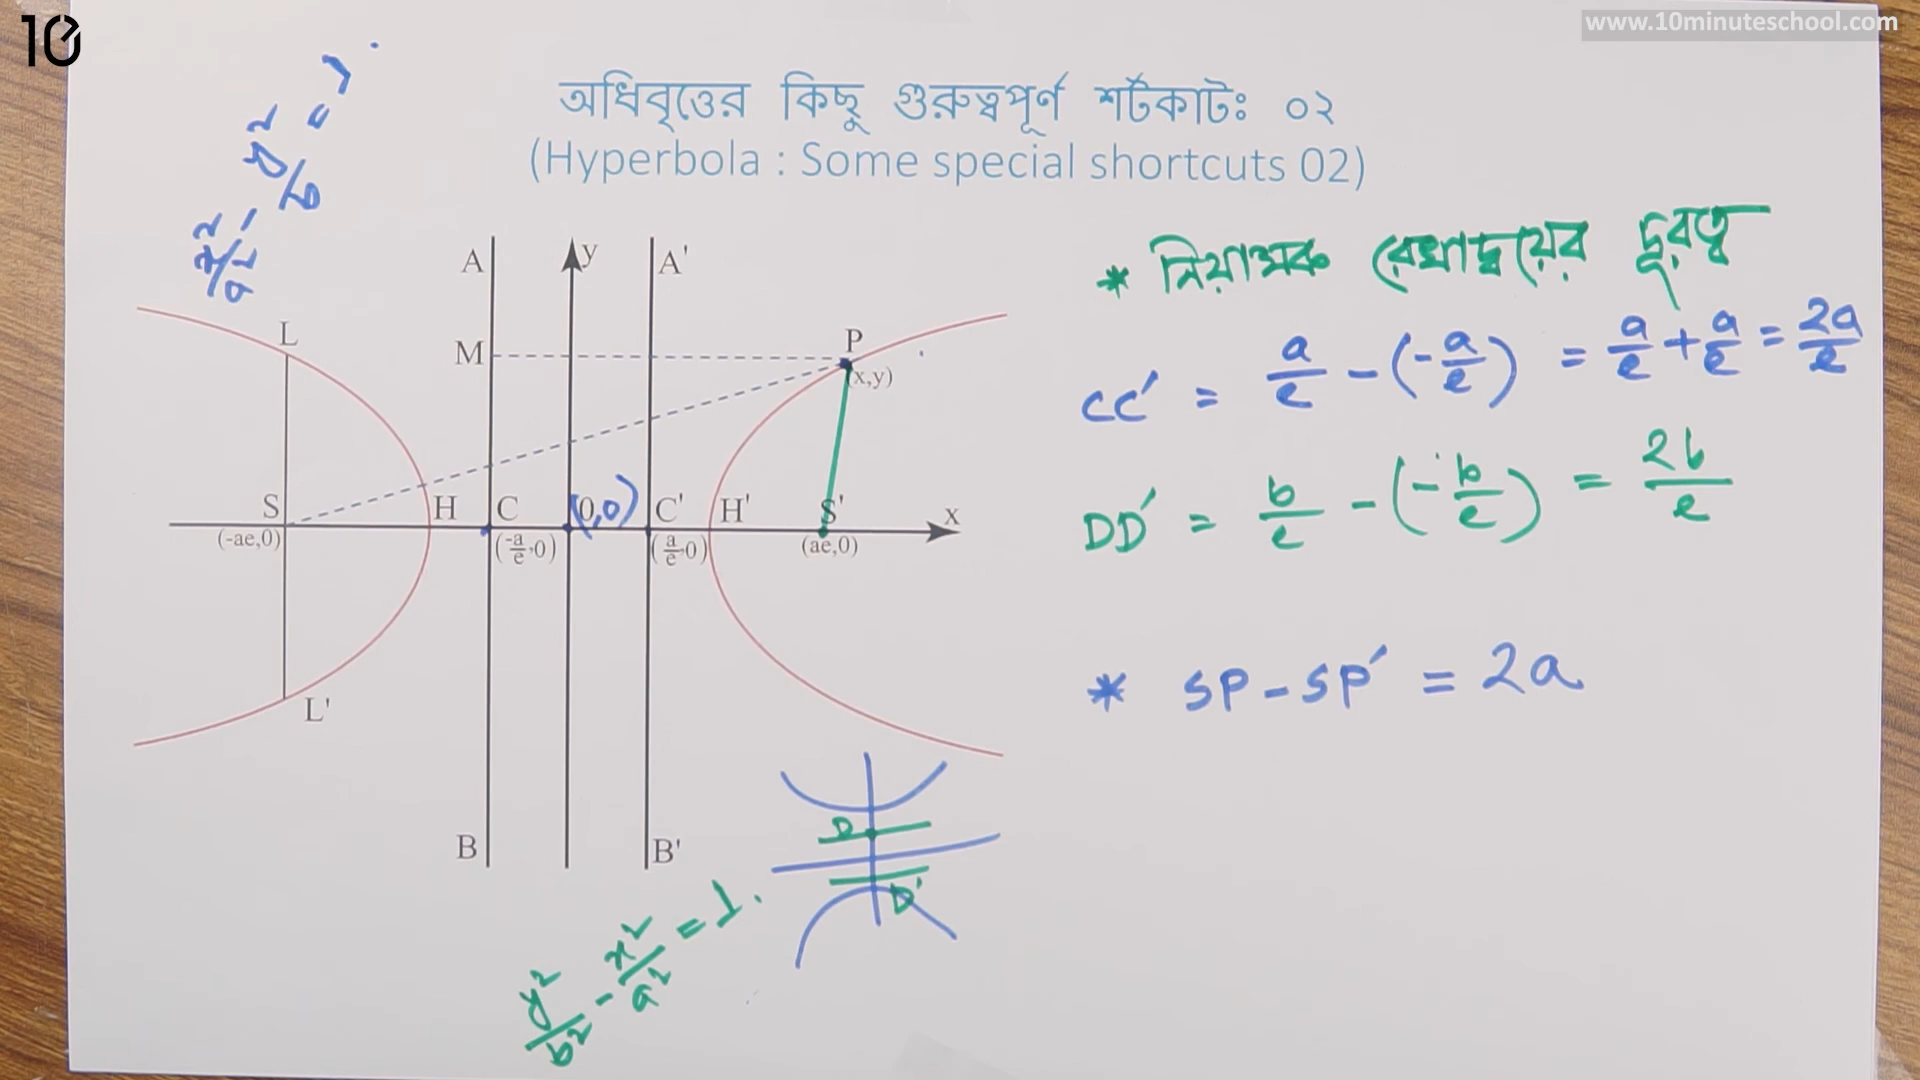 10
www.10minuteschool.com
অধিবৃত্তের কিছু গুরুত্বপূর্ণ শর্টকাটঃ ০২
(Hyperbola : Some special shortcuts 02)
x²/a² - y²/b² = 1.
* নিয়ামক রেখাদ্বয়ের দূরত্ব
CC' = a/e - (-a/e) = a/e + a/e = 2a/e
DD' = b/e - (-b/e) = 2b/e
* SP - SP' = 2a
A y A'
L
M P
(x,y)
S H C (0,0) C' H' S' x
(-ae,0) (-a/e,0) (a/e,0) (ae,0)
L'
B B'
D
D'
y²/b² - x²/a² = 1.